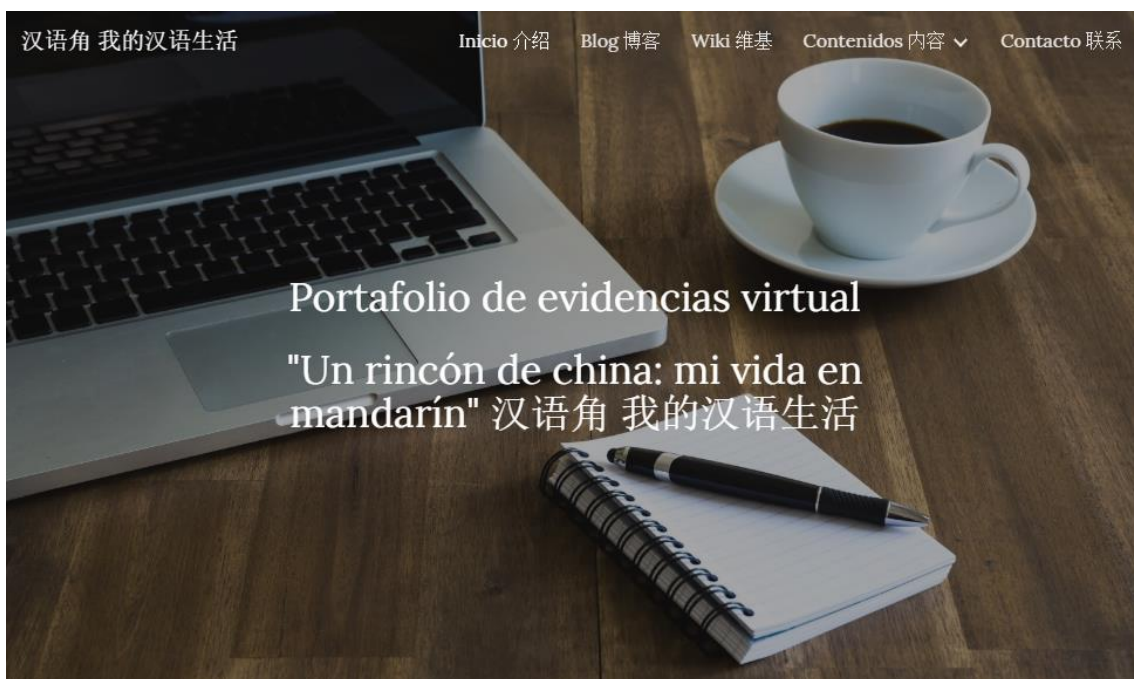 汉语角 我的汉语生活
Inicio 介绍 Blog 博客 Wiki 维基 Contenidos 内容 Contacto 联系
Portafolio de evidencias virtual
"Un rincón de china: mi vida en
mandarín" 汉语角 我的汉语生活